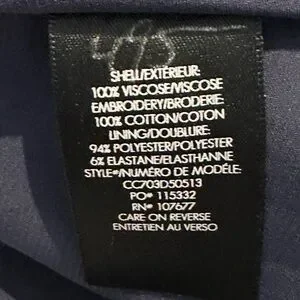 SHELL/EXTÉRIEUR:
100% VISCOSE/VISCOSE
EMBROIDERY/BRODERIE:
100% COTTON/COTON
LINING/DOUBLURE:
94% POLYESTER/POLYESTER
6% ELASTANE/ELASTHANNE
STYLE#/NUMÉRO DE MODÈLE:
CC703D50513
PO# 115332
RN# 107677
CARE ON REVERSE
ENTRETIEN AU VERSO